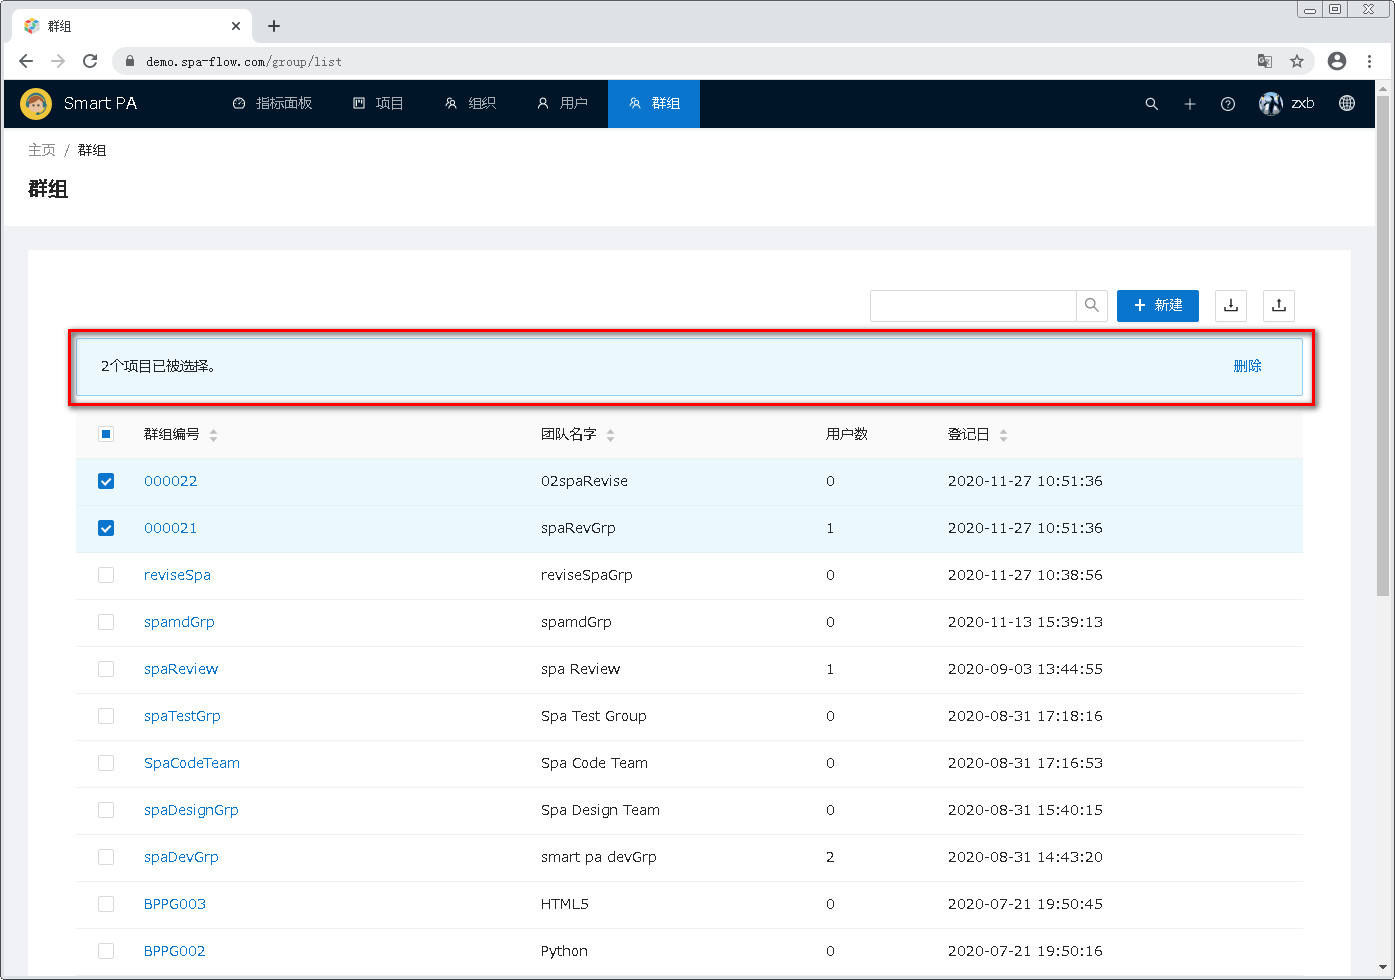 群组
demo.spa-flow.com/group/list
Smart PA 指标面板 项目 组织 用户 群组 zxb
主页 / 群组
群组
新建
2个项目已被选择。 删除
群组编号 团队名字 用户数 登记日
000022 02spaRevise 0 2020-11-27 10:51:36
000021 spaRevGrp 1 2020-11-27 10:51:36
reviseSpa reviseSpaGrp 0 2020-11-27 10:38:56
spamdGrp spamdGrp 0 2020-11-13 15:39:13
spaReview spa Review 1 2020-09-03 13:44:55
spaTestGrp Spa Test Group 0 2020-08-31 17:18:16
SpaCodeTeam Spa Code Team 0 2020-08-31 17:16:53
spaDesignGrp Spa Design Team 0 2020-08-31 15:40:15
spaDevGrp smart pa devGrp 2 2020-08-31 14:43:20
BPPG003 HTML5 0 2020-07-21 19:50:45
BPPG002 Python 0 2020-07-21 19:50:16